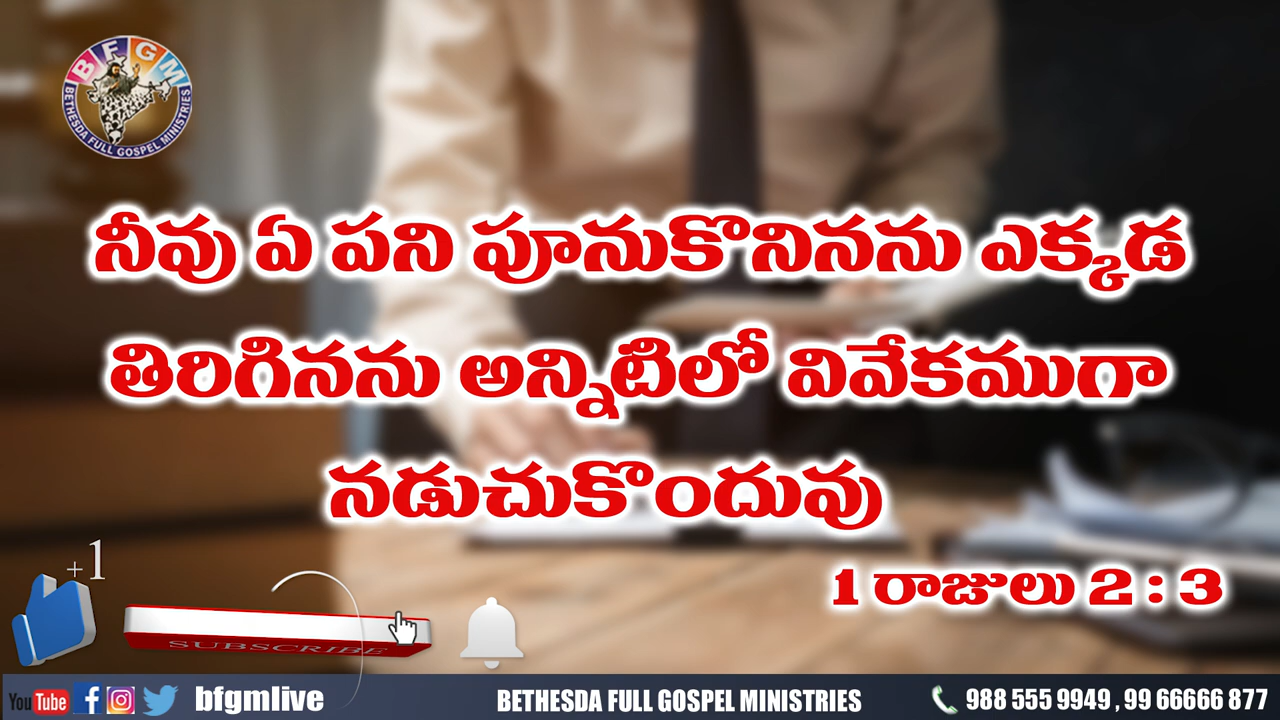 BFGM
BETHESDA FULL GOSPEL MINISTRIES
నీవు ఏ పని పూనుకొనినను ఎక్కడ
తిరిగినను అన్నిటిలో వివేకముగా
నడుచుకొందువు
1 రాజులు 2 : 3
+1
SUBSCRIBE
YouTube f bfgmlive BETHESDA FULL GOSPEL MINISTRIES 988 555 9949 , 99 66666 877